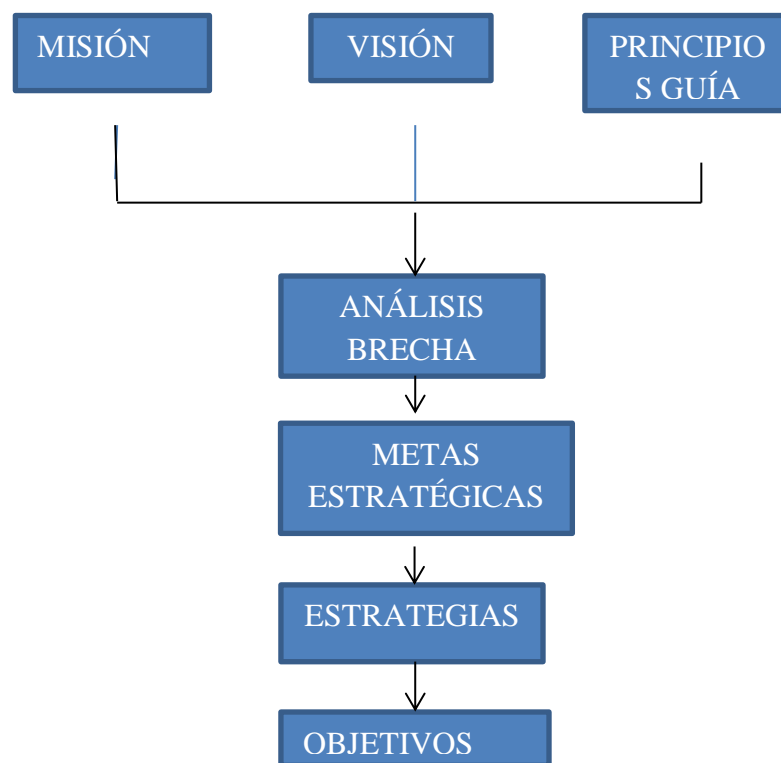 MISIÓN
VISIÓN
PRINCIPIO
S GUÍA
ANÁLISIS
BRECHA
METAS
ESTRATÉGICAS
ESTRATEGIAS
OBJETIVOS